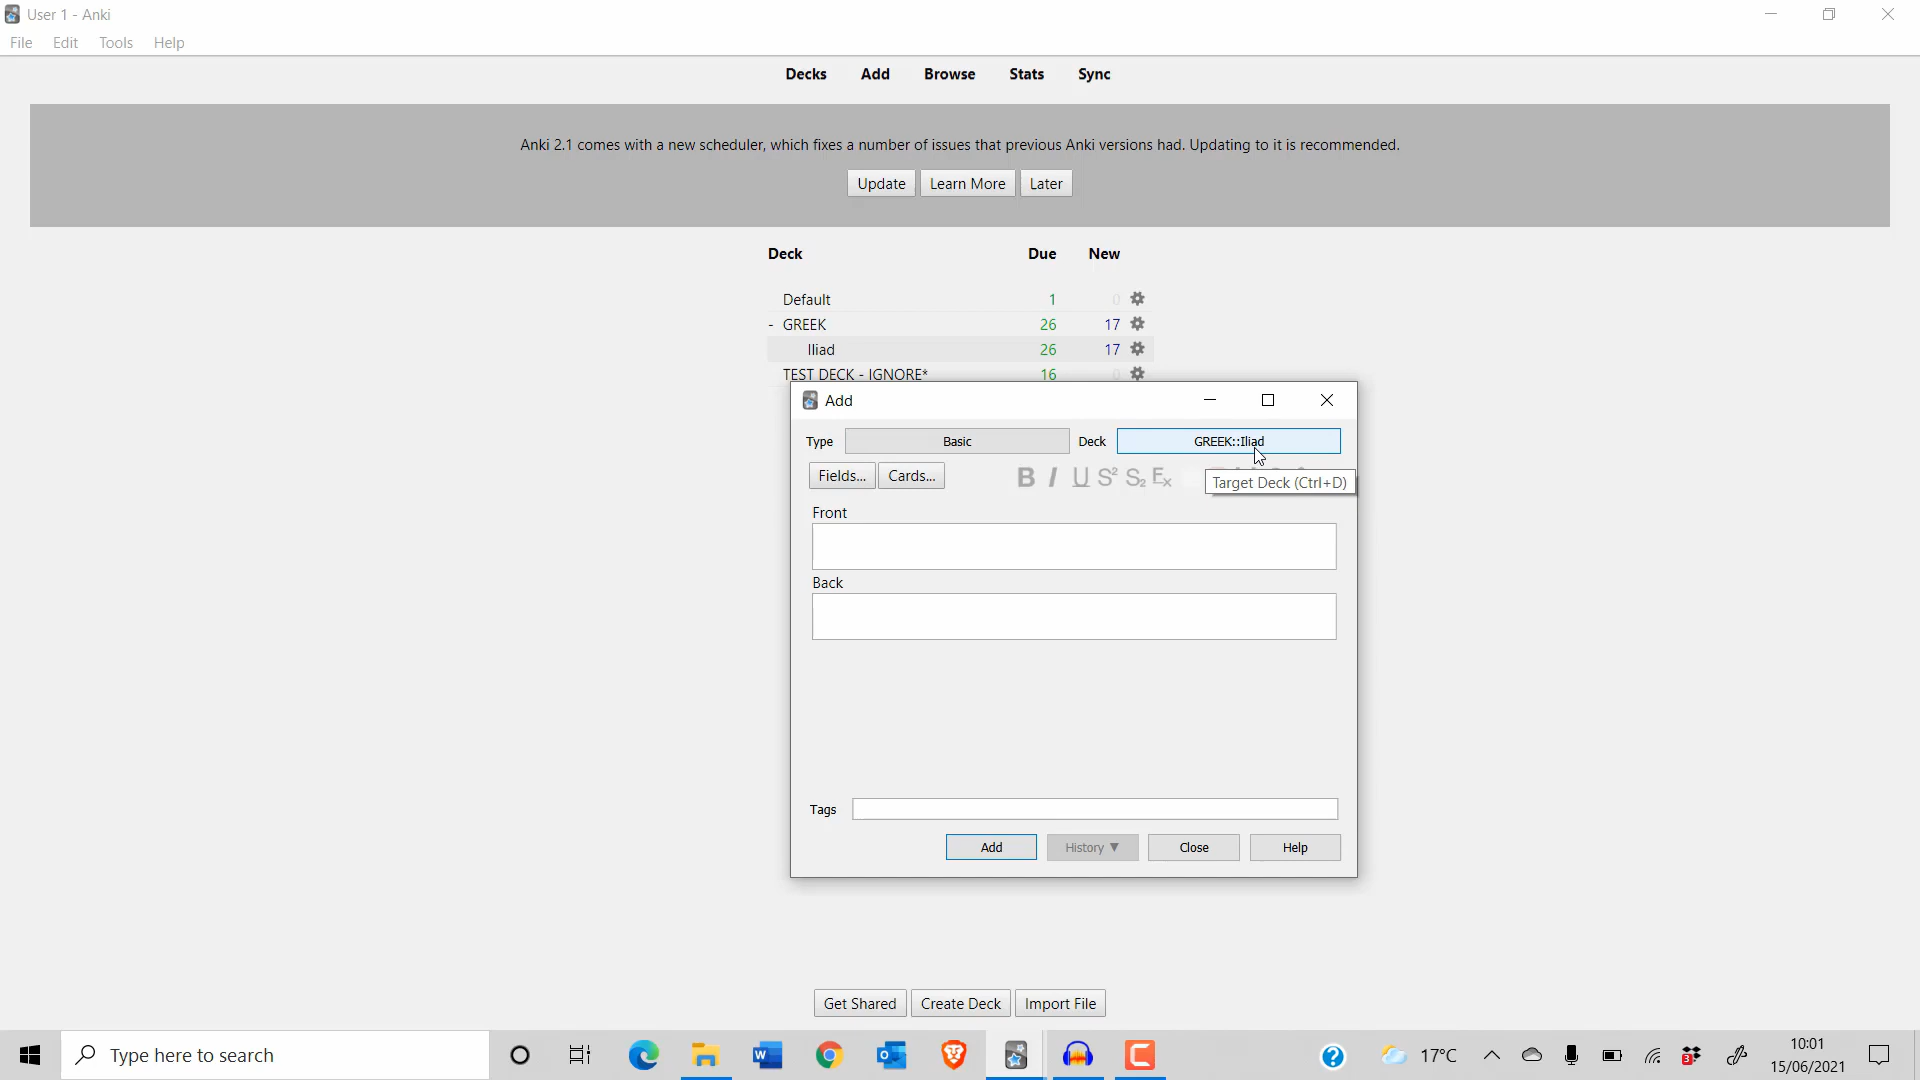 User 1 - Anki
File Edit Tools Help
Decks Add Browse Stats Sync
Anki 2.1 comes with a new scheduler, which fixes a number of issues that previous Anki versions had. Updating to it is recommended.
Update Learn More Later
Deck Due New
Default 1 0
- GREEK 26 17
Iliad 26 17
TEST DECK - IGNORE* 16 0
Add
Type Basic Deck GREEK::Iliad
Fields... Cards... B I U S² S₂ Eₓ
Target Deck (Ctrl+D)
Front
Back
Tags
Add History ▼ Close Help
Get Shared Create Deck Import File
Type here to search
17°C
3
10:01
15/06/2021